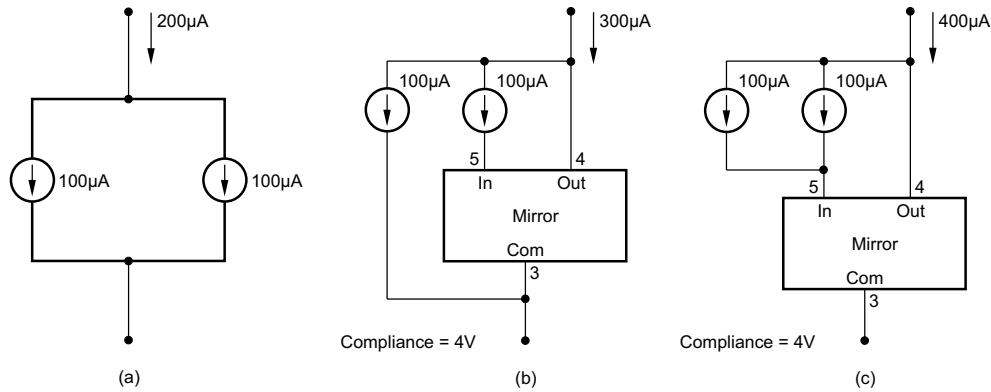 200µA
100µA
100µA
(a)
300µA
100µA
100µA
5
4
In
Out
Mirror
Com
3
Compliance = 4V
(b)
400µA
100µA
100µA
5
4
In
Out
Mirror
Com
3
Compliance = 4V
(c)